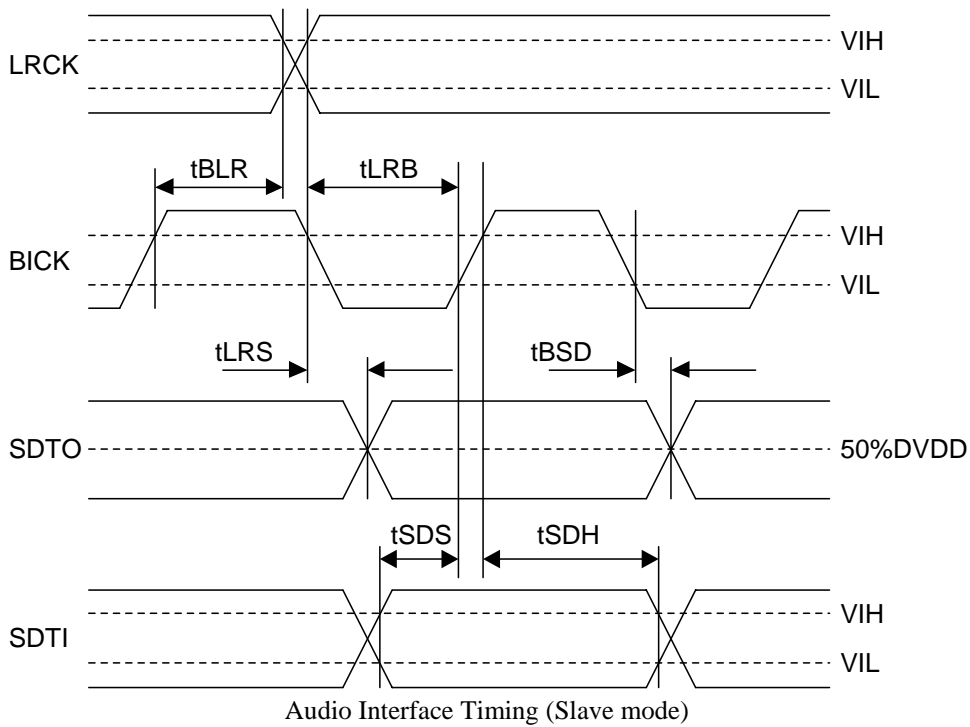 VIH
LRCK
VIL
tBLR
tLRB
VIH
BICK
VIL
tLRS
tBSD
SDTO
50%DVDD
tSDS
tSDH
VIH
SDTI
VIL
Audio Interface Timing (Slave mode)